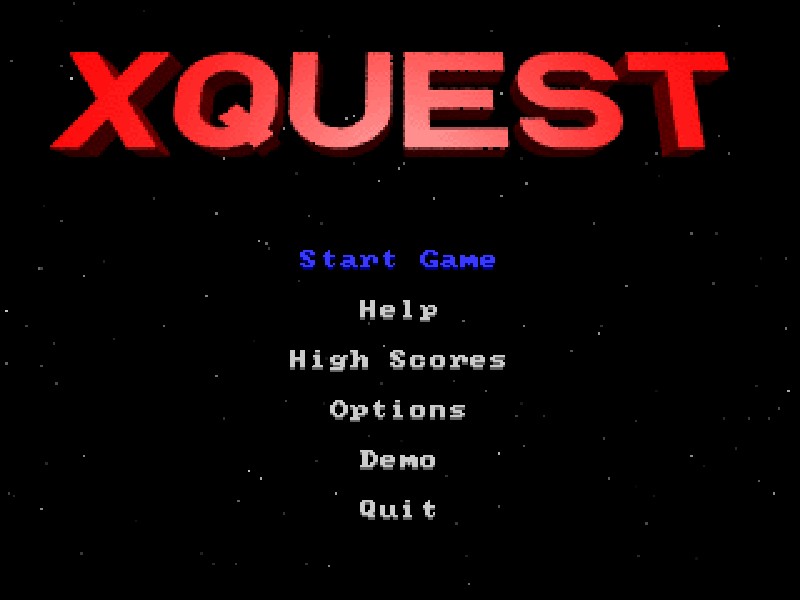 XQUEST
Start Game
Help
High Scores
Options
Demo
Quit